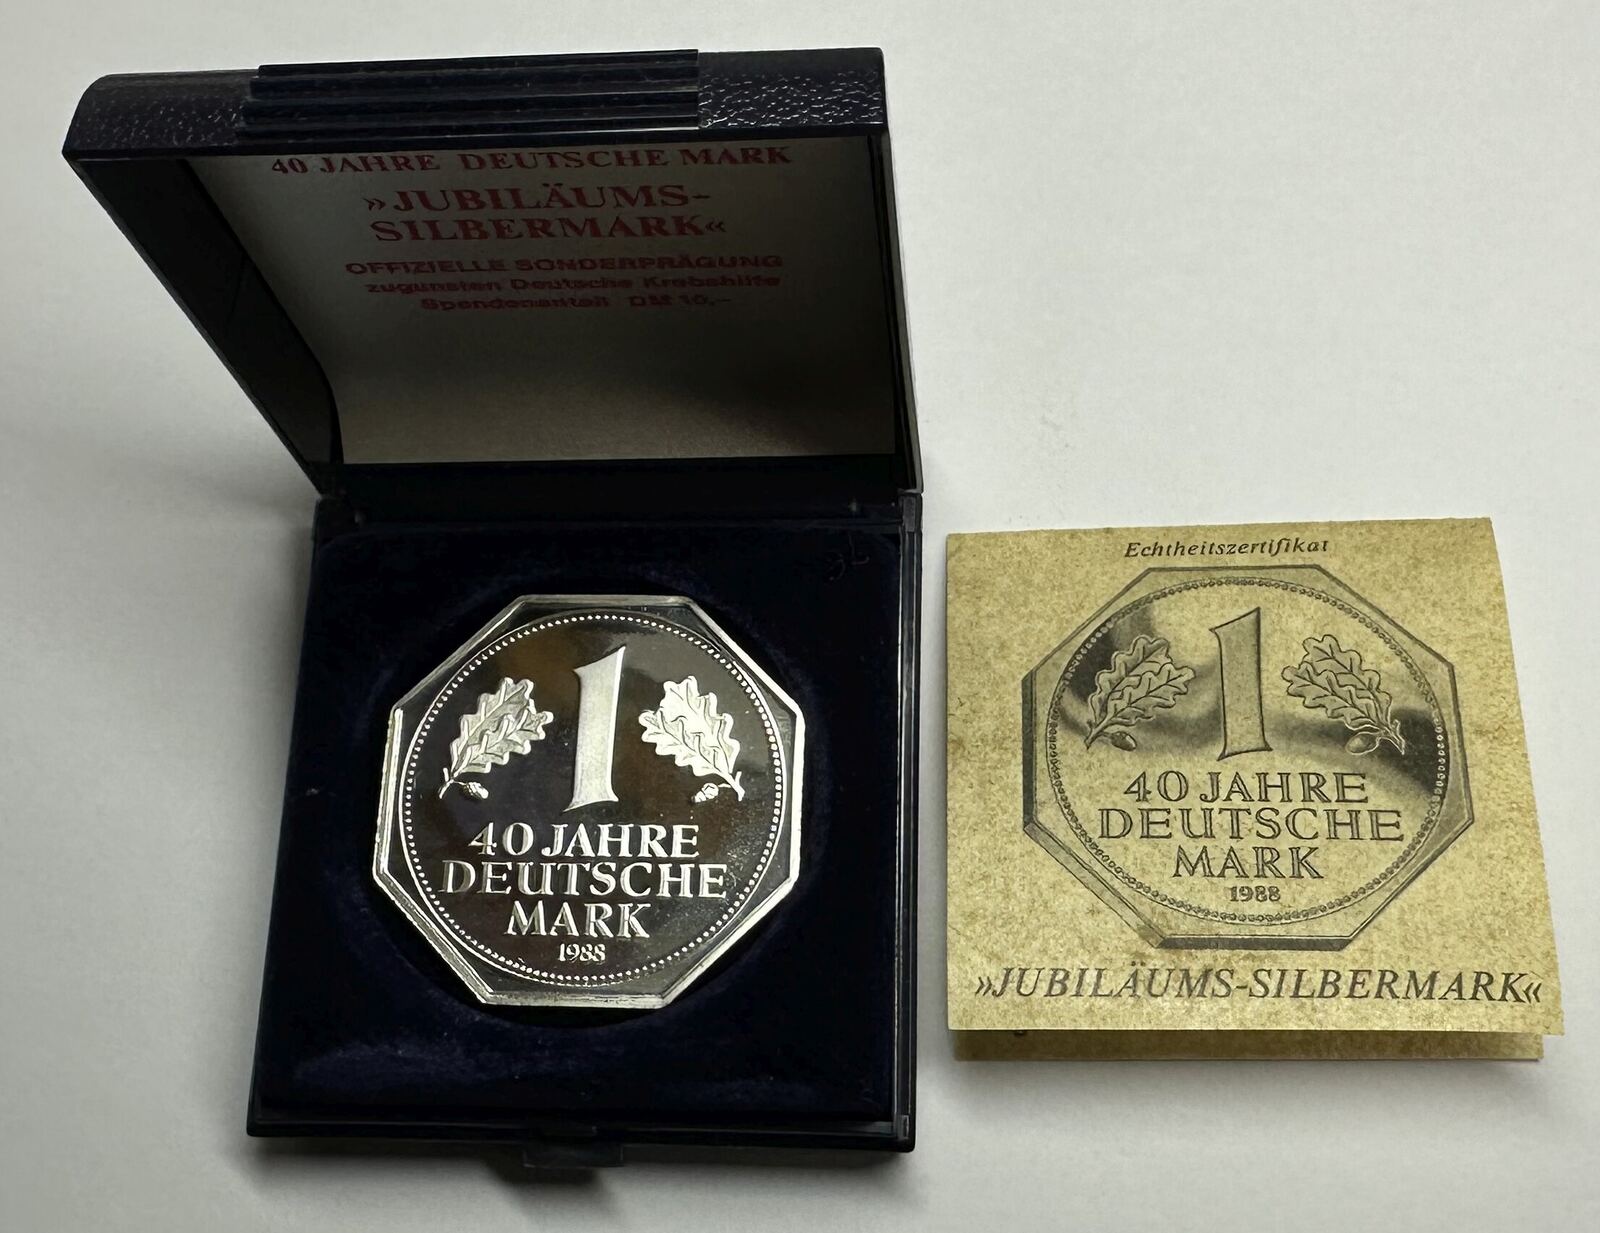 40 JAHRE DEUTSCHE MARK
»JUBILÄUMS-
SILBERMARK«
OFFIZIELLE SONDERPRÄGUNG
zugunsten Deutsche Krebshilfe
Spendenanteil DM 10,–
1
40 JAHRE
DEUTSCHE
MARK
1988
Echtheitszertifikat
1
40 JAHRE
DEUTSCHE
MARK
1988
»JUBILÄUMS-SILBERMARK«